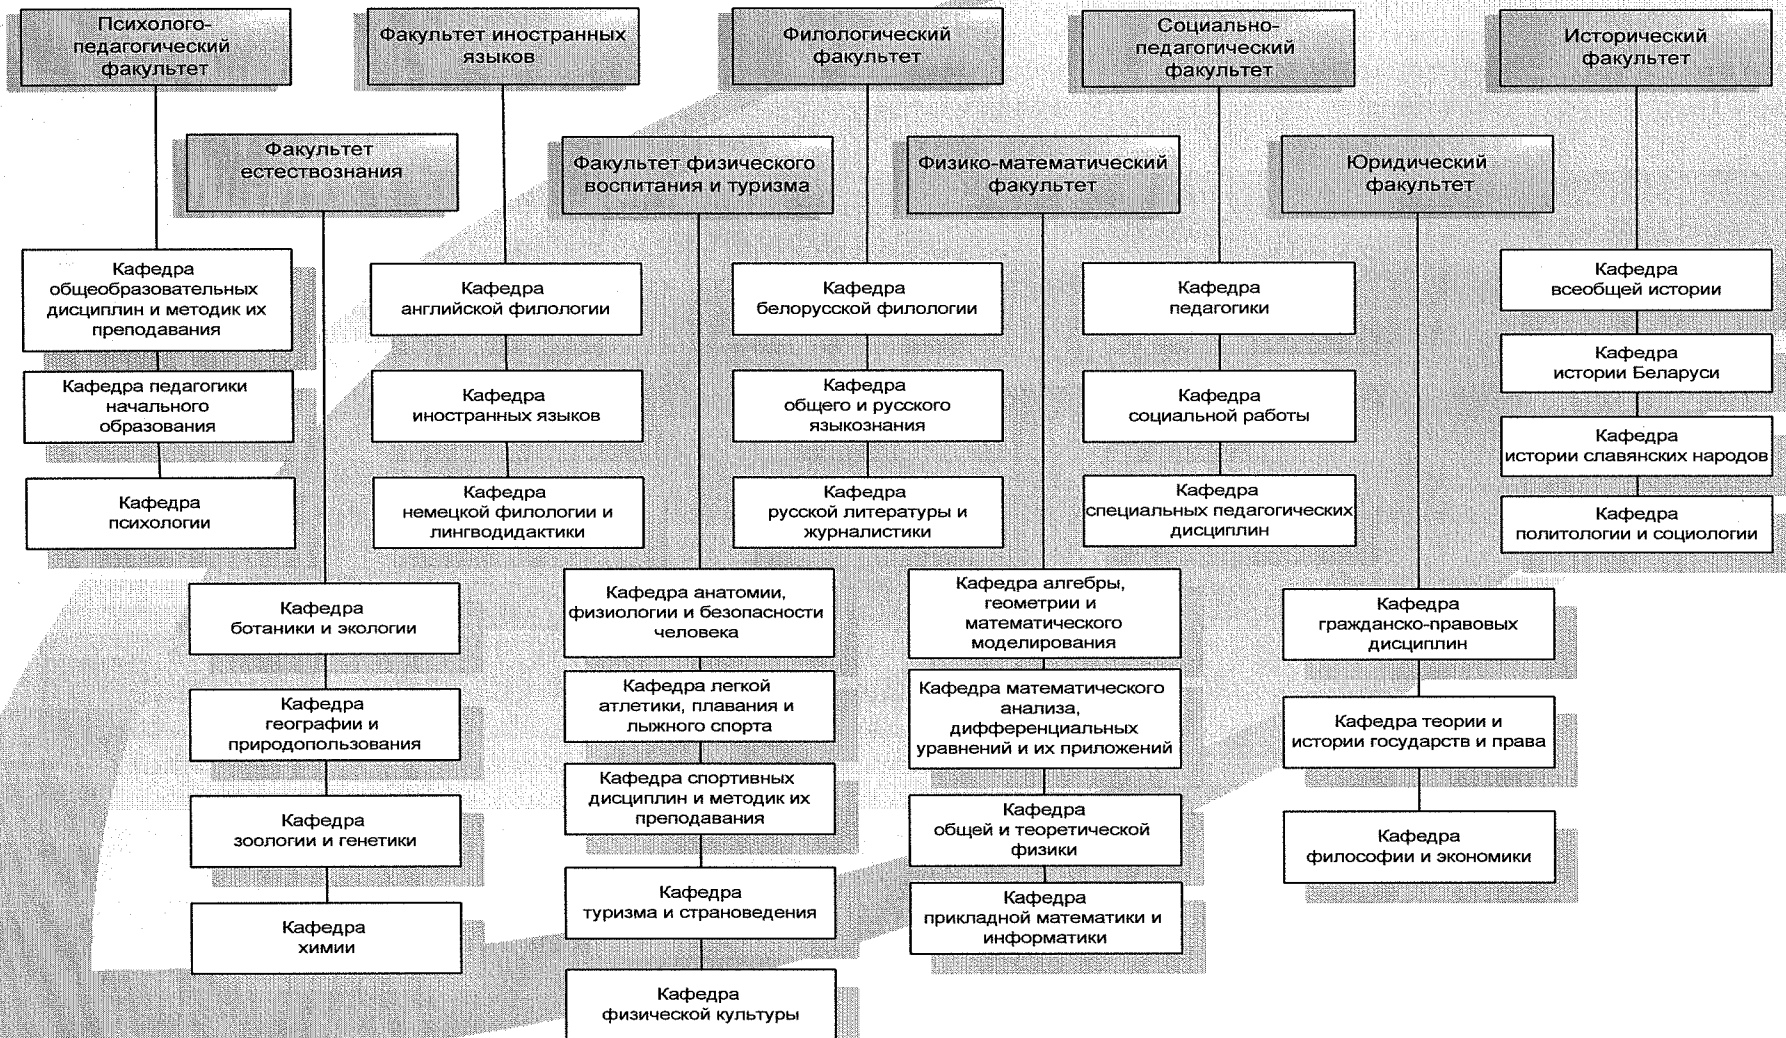 Психолого-
педагогический
факультет
Факультет иностранных
языков
Филологический
факультет
Социально-
педагогический
факультет
Исторический
факультет
Факультет
естествознания
Факультет физического
воспитания и туризма
Физико-математический
факультет
Юридический
факультет
Кафедра
общеобразовательных
дисциплин и методик их
преподавания
Кафедра педагогики
начального
образования
Кафедра
психологии
Кафедра
английской филологии
Кафедра
иностранных языков
Кафедра
немецкой филологии и
лингводидактики
Кафедра
белорусской филологии
Кафедра
общего и русского
языкознания
Кафедра
русской литературы и
журналистики
Кафедра
педагогики
Кафедра
социальной работы
Кафедра
специальных педагогических
дисциплин
Кафедра
всеобщей истории
Кафедра
истории Беларуси
Кафедра
истории славянских народов
Кафедра
политологии и социологии
Кафедра
ботаники и экологии
Кафедра
географии и
природопользования
Кафедра
зоологии и генетики
Кафедра
химии
Кафедра анатомии,
физиологии и безопасности
человека
Кафедра легкой
атлетики, плавания и
лыжного спорта
Кафедра спортивных
дисциплин и методик их
преподавания
Кафедра
туризма и страноведения
Кафедра
физической культуры
Кафедра алгебры,
геометрии и
математического
моделирования
Кафедра математического
анализа,
дифференциальных
уравнений и их приложений
Кафедра
общей и теоретической
физики
Кафедра
прикладной математики и
информатики
Кафедра
гражданско-правовых
дисциплин
Кафедра теории и
истории государств и права
Кафедра
философии и экономики